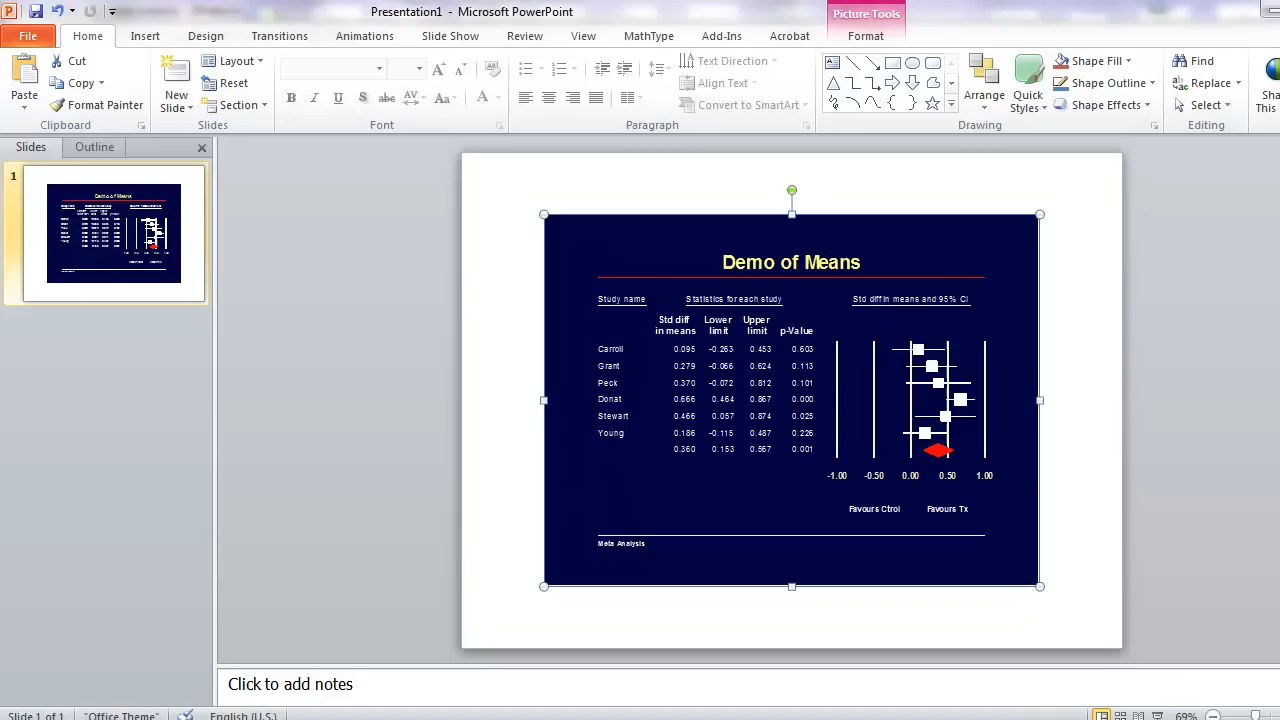 Presentation1 - Microsoft PowerPoint
Picture Tools
File Home Insert Design Transitions Animations Slide Show Review View MathType Add-Ins Acrobat Format
Paste
Cut
Copy
Format Painter
Clipboard
New
Slide
Layout
Reset
Section
Slides
Font
Text Direction
Align Text
Convert to SmartArt
Paragraph
Arrange
Quick
Styles
Shape Fill
Shape Outline
Shape Effects
Drawing
Find
Replace
Select
Editing
Slides Outline
1
Demo of Means
Study name Statistics for each study Std diff in means and 95% CI
Std diff Lower Upper
in means limit limit p-Value
Carroll 0.095 -0.263 0.453 0.603
Grant 0.279 -0.066 0.624 0.113
Peck 0.370 -0.072 0.812 0.101
Donat 0.666 0.464 0.867 0.000
Stewart 0.466 0.057 0.874 0.025
Young 0.186 -0.115 0.487 0.226
0.360 0.153 0.567 0.001
-1.00 -0.50 0.00 0.50 1.00
Favours Ctrol Favours Tx
Meta Analysis
Click to add notes
Slide 1 of 1 "Office Theme" English (U.S.) 69%